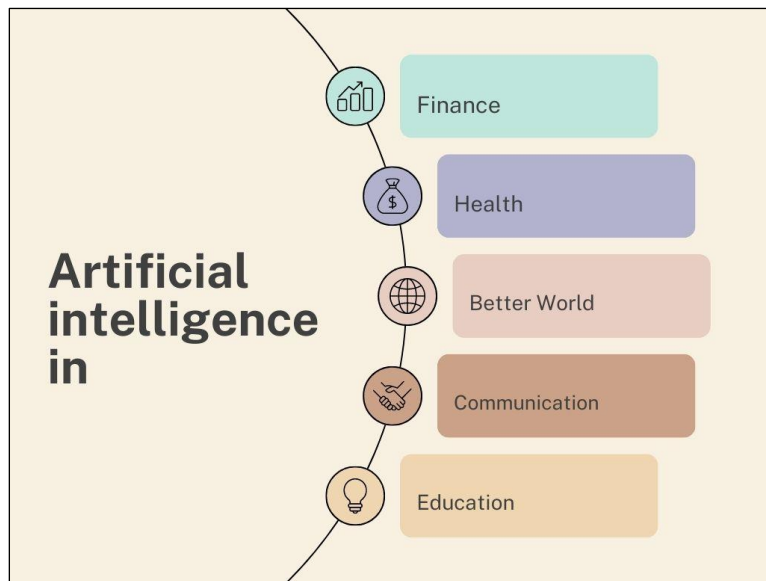 Artificial
intelligence
in
Finance
$
Health
Better World
Communication
Education